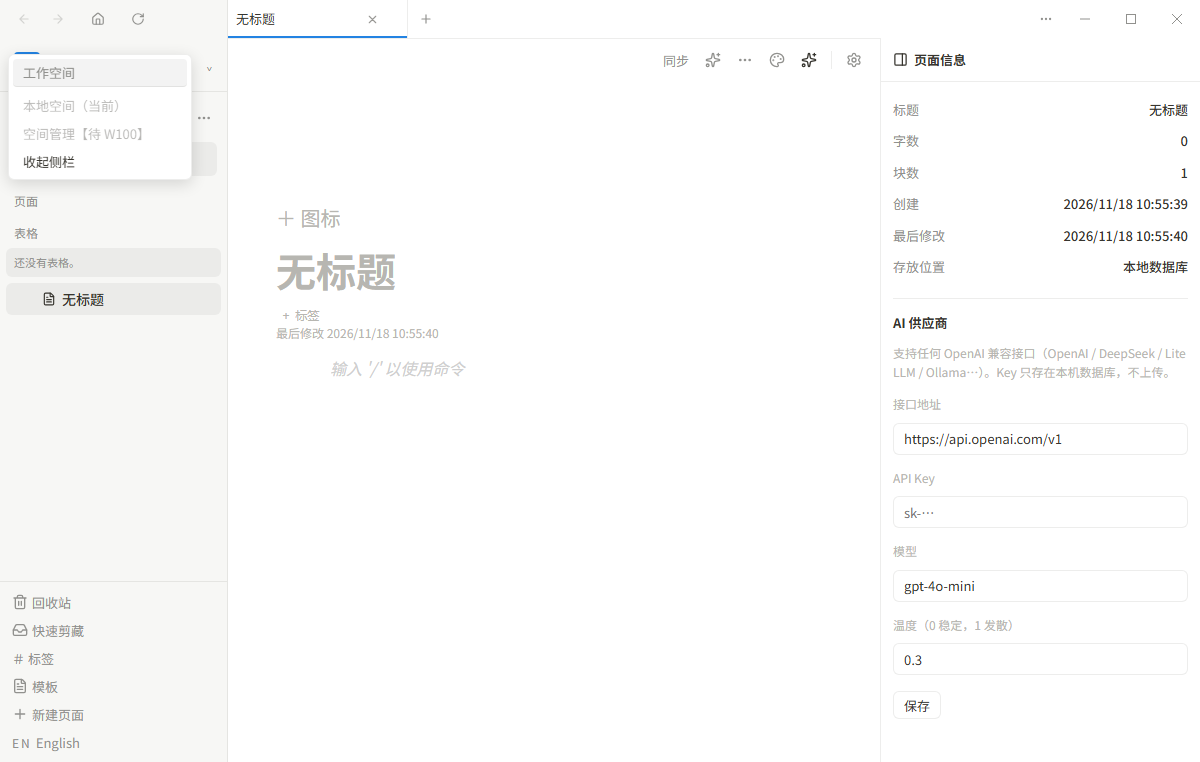 无标题
工作空间
本地空间（当前）
空间管理【待 W100】
收起侧栏
页面
表格
还没有表格。
无标题
回收站
快速剪藏
# 标签
模板
新建页面
EN English
同步
图标
无标题
+ 标签
最后修改 2026/11/18 10:55:40
输入 '/' 以使用命令
页面信息
标题 无标题
字数 0
块数 1
创建 2026/11/18 10:55:39
最后修改 2026/11/18 10:55:40
存放位置 本地数据库
AI 供应商
支持任何 OpenAI 兼容接口（OpenAI / DeepSeek / Lite
LLM / Ollama…）。Key 只存在本机数据库，不上传。
接口地址
https://api.openai.com/v1
API Key
sk-…
模型
gpt-4o-mini
温度（0 稳定，1 发散）
0.3
保存